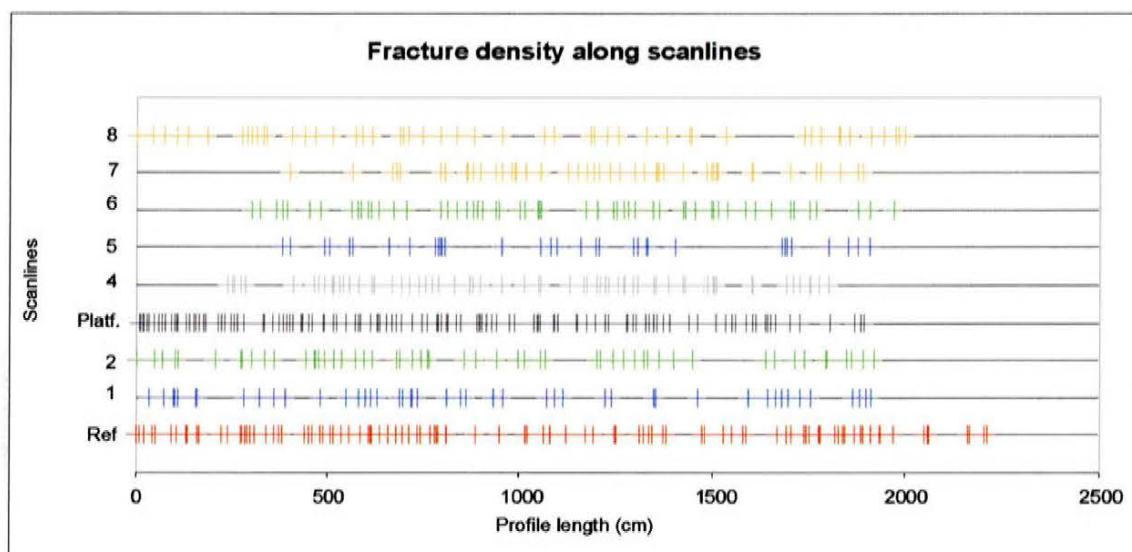 Fracture density along scanlines
8
7
6
5
4
Platf.
2
1
Ref
Scanlines
0 500 1000 1500 2000 2500
Profile length (cm)